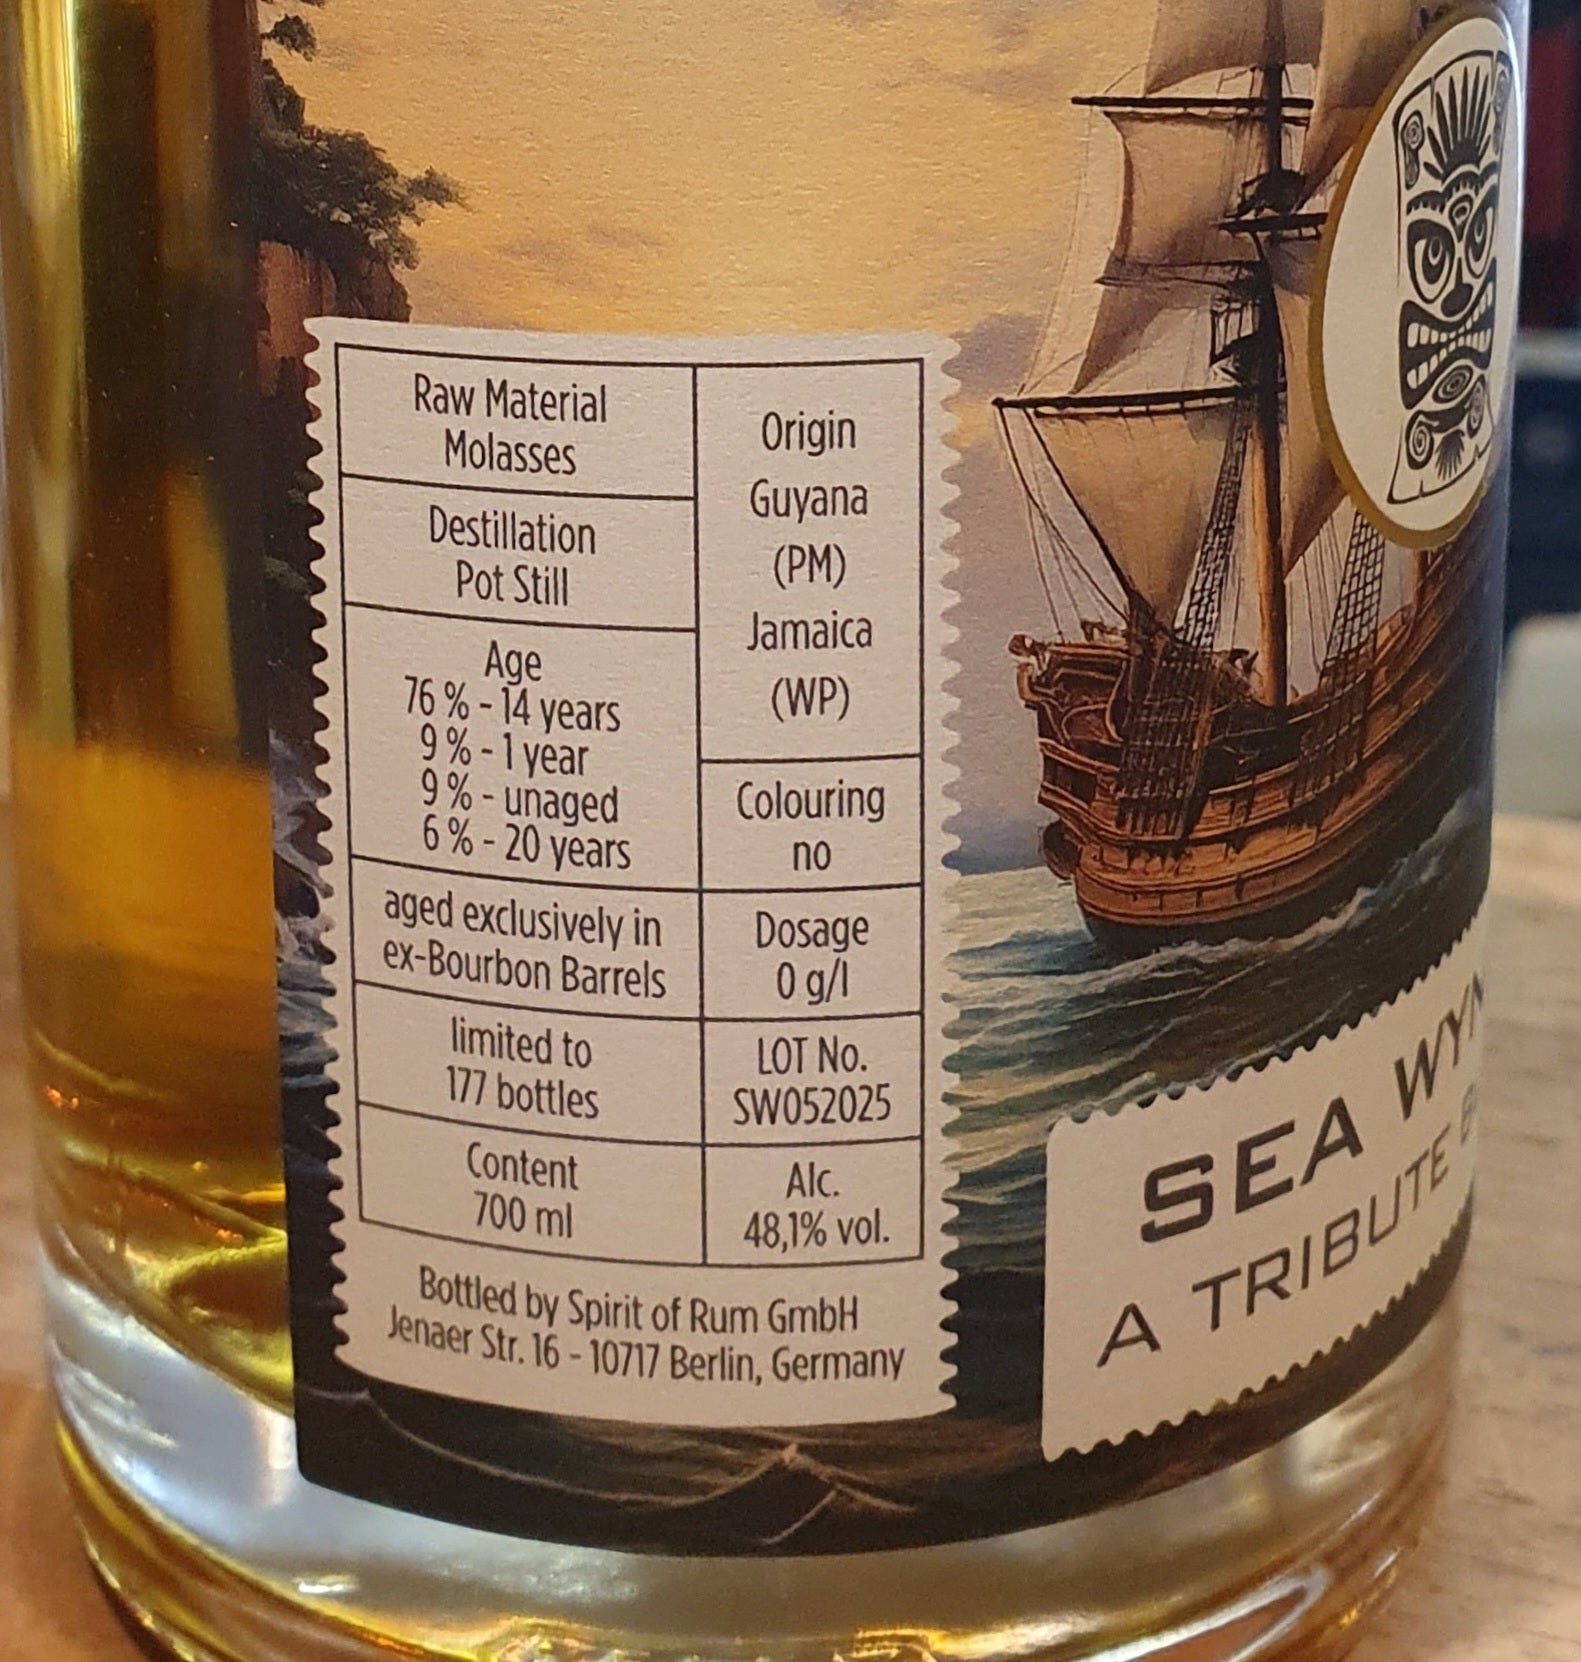 Raw Material
Molasses
Destillation
Pot Still
Age
76 % - 14 years
9 % - 1 year
9 % - unaged
6 % - 20 years
aged exclusively in
ex-Bourbon Barrels
limited to
177 bottles
Content
700 ml
Origin
Guyana
(PM)
Jamaica
(WP)
Colouring
no
Dosage
0 g/l
LOT No.
SW052025
Alc.
48,1% vol.
Bottled by Spirit of Rum GmbH
Jenaer Str. 16 - 10717 Berlin, Germany
SEA
A TRIBUTE